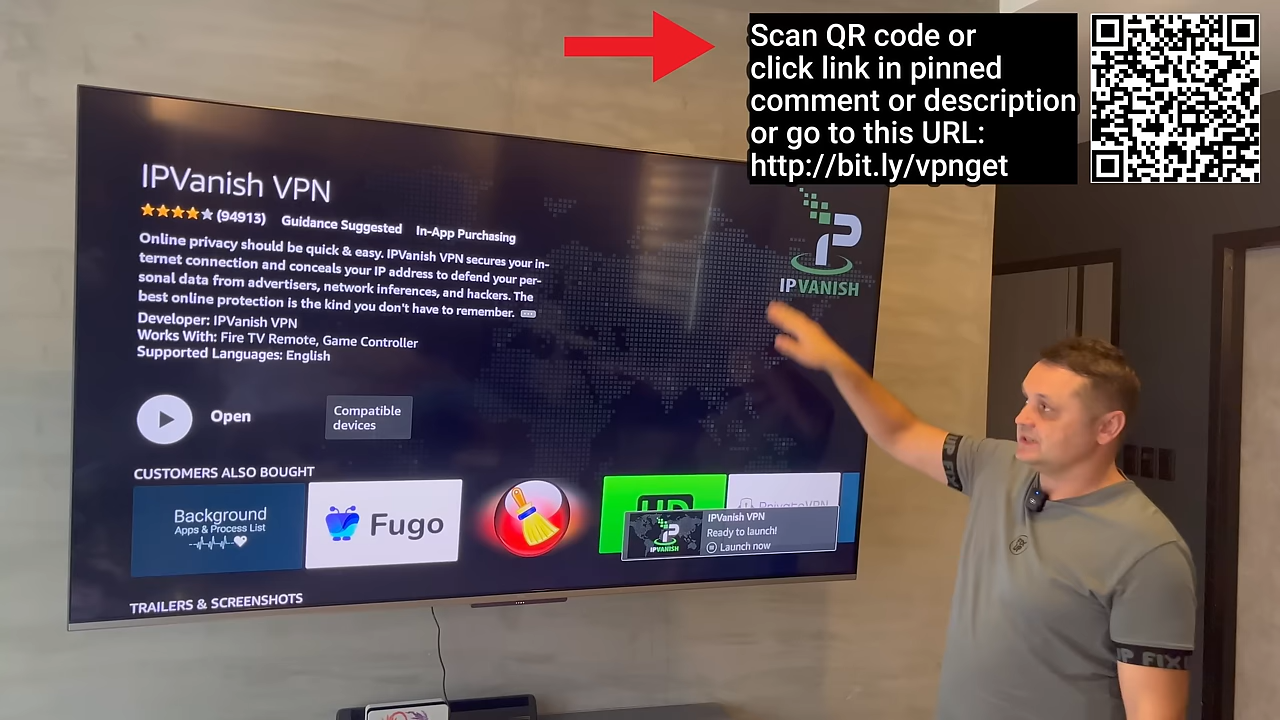 Scan QR code or
click link in pinned
comment or description
or go to this URL:
http://bit.ly/vpnget
IPVanish VPN
(94913) Guidance Suggested In-App Purchasing
Online privacy should be quick & easy. IPVanish VPN secures your in-
ternet connection and conceals your IP address to defend your per-
sonal data from advertisers, network inferences, and hackers. The
best online protection is the kind you don't have to remember.
Developer: IPVanish VPN
Works With: Fire TV Remote, Game Controller
Supported Languages: English
IPVANISH
Open
Compatible
devices
CUSTOMERS ALSO BOUGHT
Background
Apps & Process List
Fugo
HD
PrivateVPN
IPVANISH
IPVanish VPN
Ready to launch!
Launch now
TRAILERS & SCREENSHOTS
UP FIX